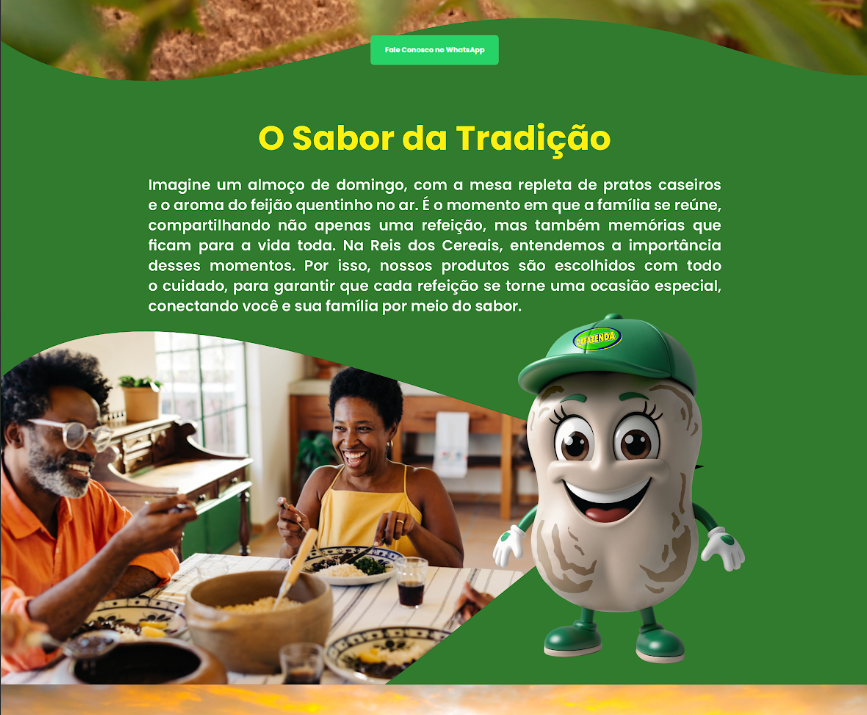 Fale Conosco no WhatsApp
O Sabor da Tradição
Imagine um almoço de domingo, com a mesa repleta de pratos caseiros
e o aroma do feijão quentinho no ar. É o momento em que a família se reúne,
compartilhando não apenas uma refeição, mas também memórias que
ficam para a vida toda. Na Reis dos Cereais, entendemos a importância
desses momentos. Por isso, nossos produtos são escolhidos com todo
o cuidado, para garantir que cada refeição se torne uma ocasião especial,
conectando você e sua família por meio do sabor.
DAFAZENDA